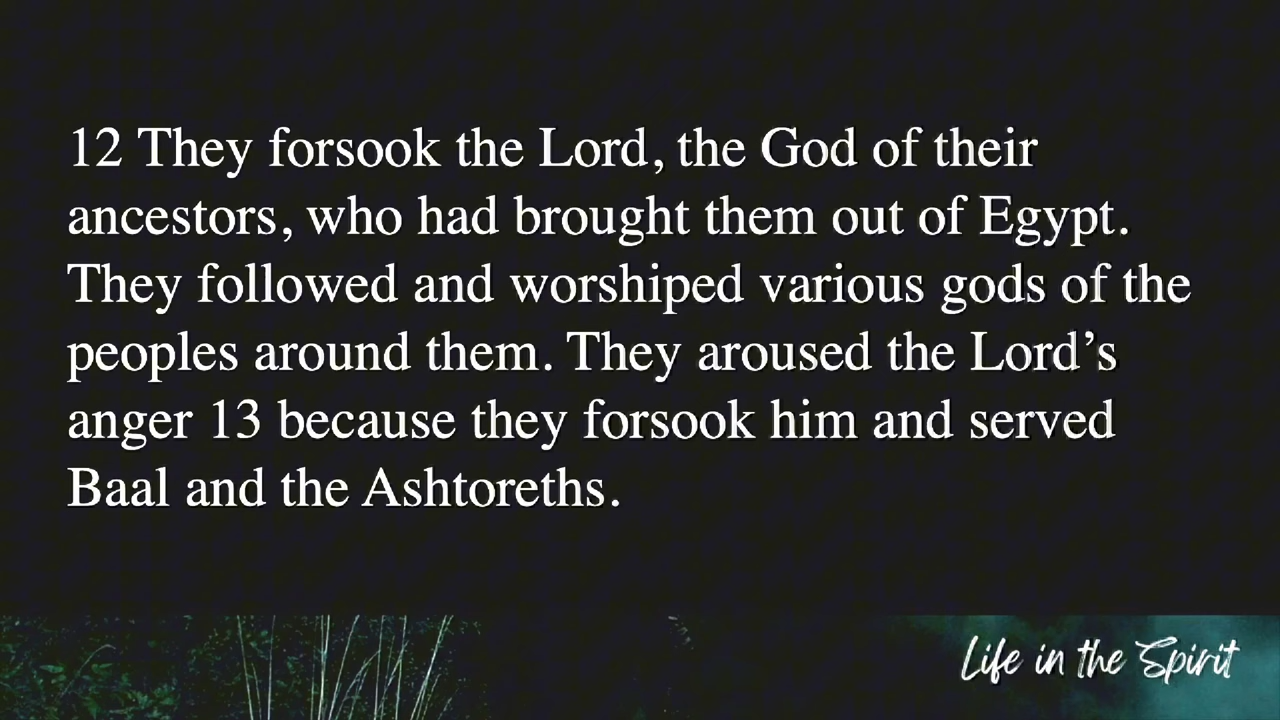 12 They forsook the Lord, the God of their
ancestors, who had brought them out of Egypt.
They followed and worshiped various gods of the
peoples around them. They aroused the Lord’s
anger 13 because they forsook him and served
Baal and the Ashtoreths.
Life in the Spirit